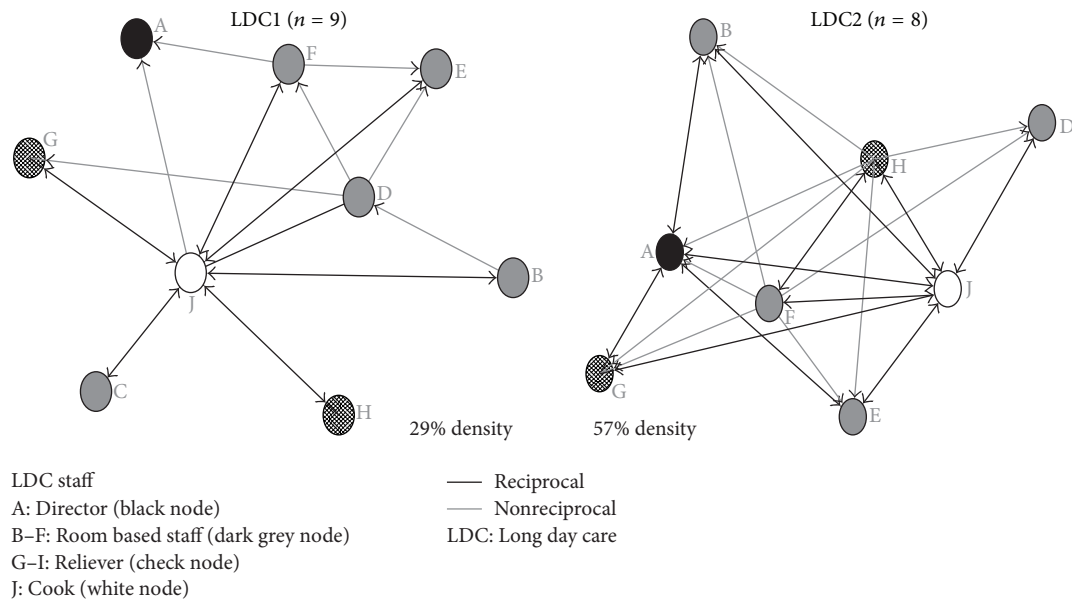 LDC1 (n = 9)
A
F
E
G
D
B
J
C
H
29% density
LDC2 (n = 8)
B
D
H
A
J
F
G
E
57% density
LDC staff
A: Director (black node)
B–F: Room based staff (dark grey node)
G–I: Reliever (check node)
J: Cook (white node)
Reciprocal
Nonreciprocal
LDC: Long day care